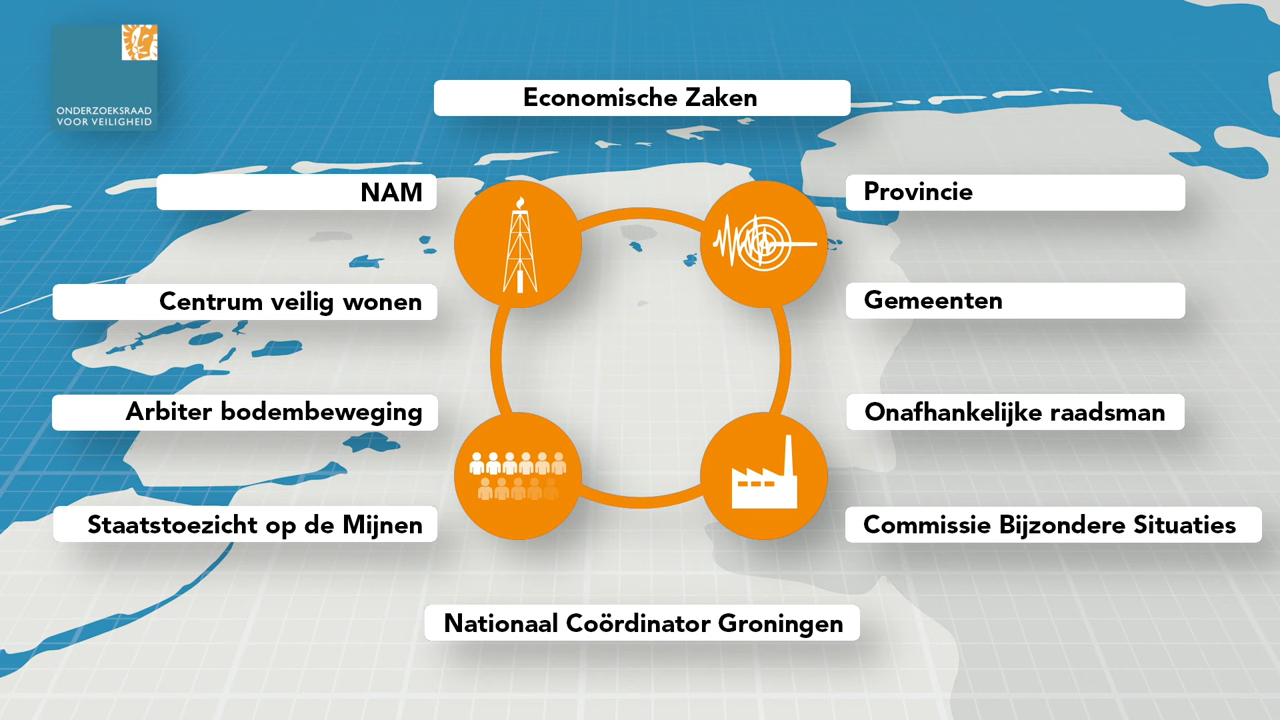 ONDERZOEKSRAAD
VOOR VEILIGHEID
Economische Zaken
NAM
Provincie
Centrum veilig wonen
Gemeenten
Arbiter bodembeweging
Onafhankelijke raadsman
Staatstoezicht op de Mijnen
Commissie Bijzondere Situaties
Nationaal Coördinator Groningen